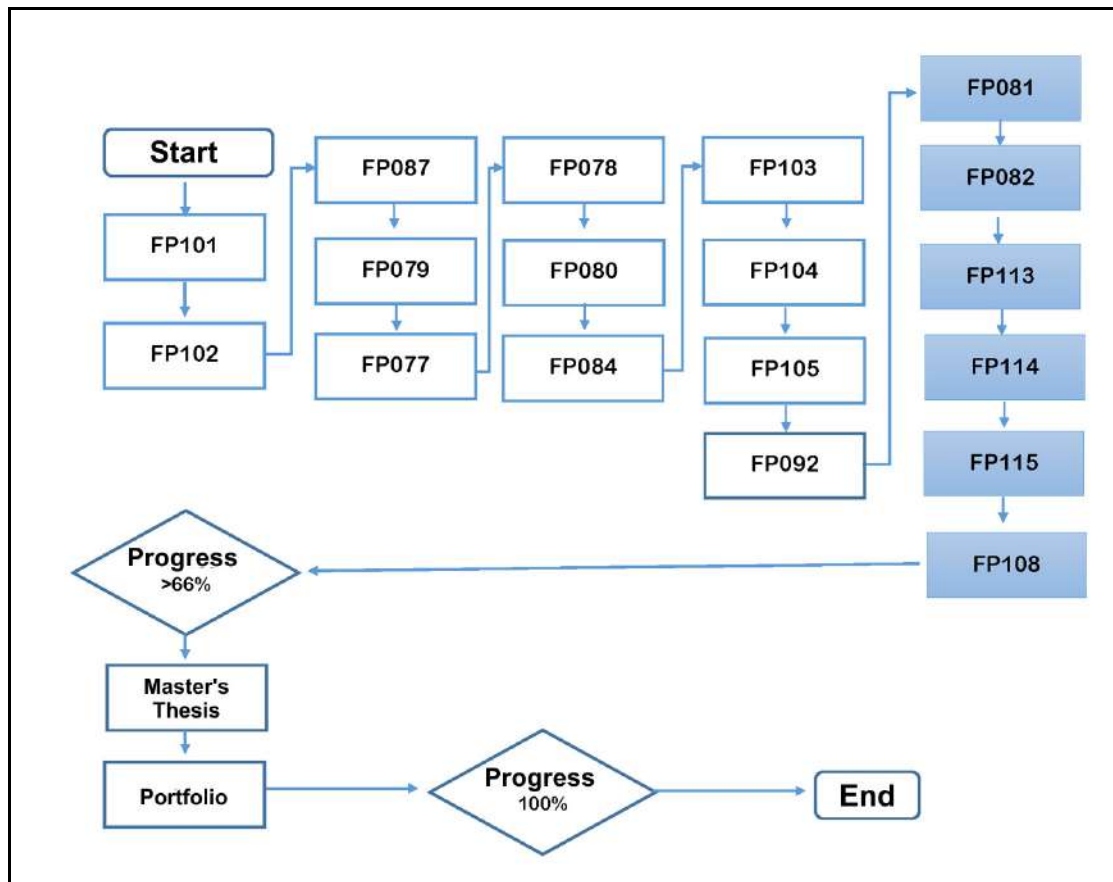 Start
FP101
FP102
FP087
FP079
FP077
FP078
FP080
FP084
FP103
FP104
FP105
FP092
FP081
FP082
FP113
FP114
FP115
FP108
Progress
>66%
Master's
Thesis
Portfolio
Progress
100%
End